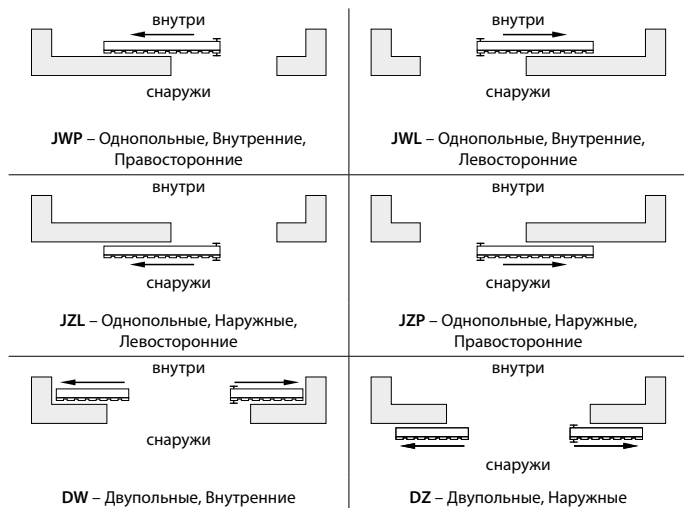 внутри
снаружи
JWP – Однопольные, Внутренние,
Правосторонние
внутри
снаружи
JWL – Однопольные, Внутренние,
Левосторонние
внутри
снаружи
JZL – Однопольные, Наружные,
Левосторонние
внутри
снаружи
JZP – Однопольные, Наружные,
Правосторонние
внутри
снаружи
DW – Двупольные, Внутренние
внутри
снаружи
DZ – Двупольные, Наружные